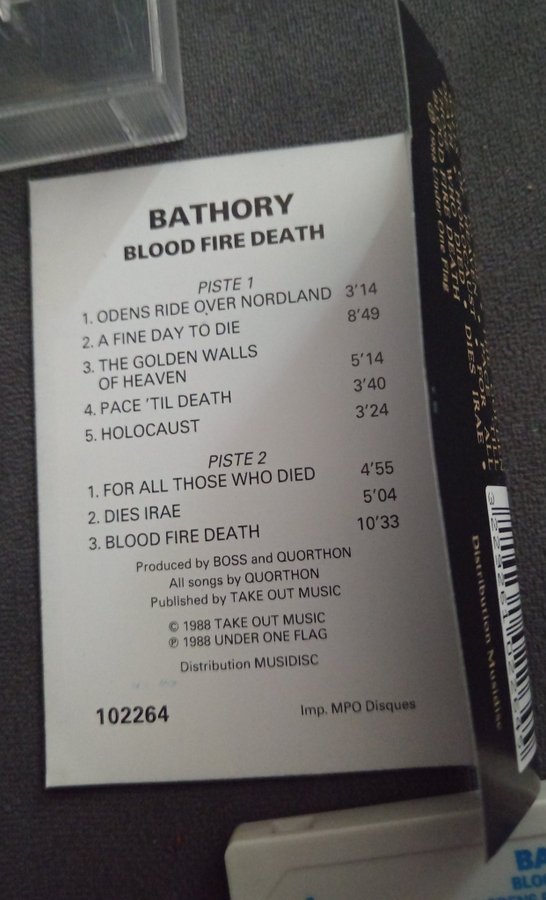 BATHORY
BLOOD FIRE DEATH
PISTE 1
1. ODENS RIDE OVER NORDLAND 3'14
2. A FINE DAY TO DIE 8'49
3. THE GOLDEN WALLS
OF HEAVEN 5'14
4. PACE 'TIL DEATH 3'40
5. HOLOCAUST 3'24
PISTE 2
1. FOR ALL THOSE WHO DIED 4'55
2. DIES IRAE 5'04
3. BLOOD FIRE DEATH 10'33
Produced by BOSS and QUORTHON
All songs by QUORTHON
Published by TAKE OUT MUSIC
© 1988 TAKE OUT MUSIC
℗ 1988 UNDER ONE FLAG
Distribution MUSIDISC
102264 Imp. MPO Disques
DIES IRAE •
Distribution Musidisc
BA
BLOO